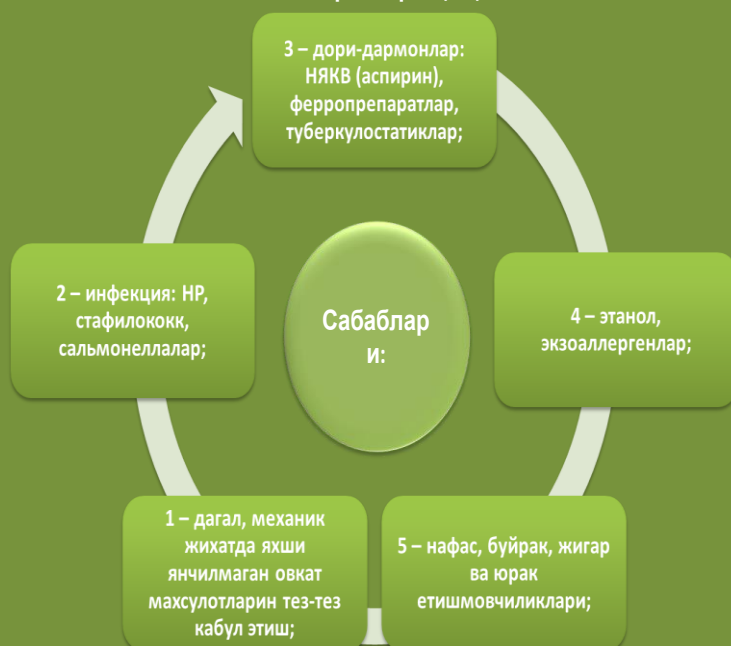 3 – дори-дармонлар:
НЯКВ (аспирин),
ферропрепаратлар,
туберкулостатиклар;
2 – инфекция: НР,
стафилококк,
сальмонеллалар;
Сабаблар
и:
4 – этанол,
экзоаллергенлар;
1 – дагал, механик
жихатда яхши
янчилмаган овкат
махсулотларин тез-тез
кабул этиш;
5 – нафас, буйрак, жигар
ва юрак
етишмовчиликлари;